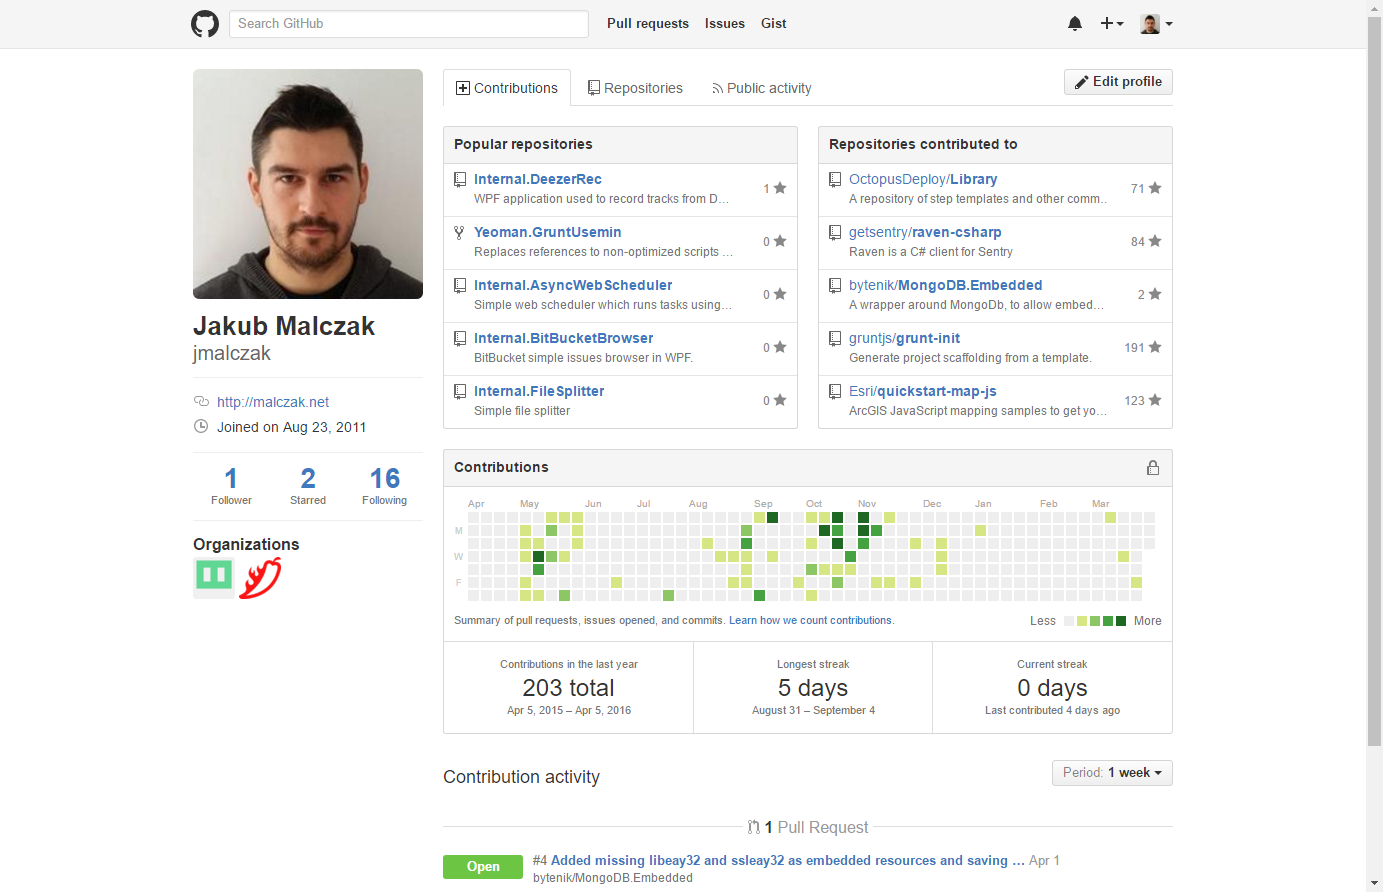 Search GitHub
Pull requests
Issues
Gist
Contributions
Repositories
Public activity
Edit profile
Jakub Malczak
jmalczak
http://malczak.net
Joined on Aug 23, 2011
1
Follower
2
Starred
16
Following
Organizations
Popular repositories
Internal.DeezerRec
WPF application used to record tracks from D…
1
Yeoman.GruntUsemin
Replaces references to non-optimized scripts …
0
Internal.AsyncWebScheduler
Simple web scheduler which runs tasks using…
0
Internal.BitBucketBrowser
BitBucket simple issues browser in WPF.
0
Internal.FileSplitter
Simple file splitter
0
Repositories contributed to
OctopusDeploy/Library
A repository of step templates and other comm…
71
getsentry/raven-csharp
Raven is a C# client for Sentry
84
bytenik/MongoDB.Embedded
A wrapper around MongoDb, to allow embed…
2
gruntjs/grunt-init
Generate project scaffolding from a template.
191
Esri/quickstart-map-js
ArcGIS JavaScript mapping samples to get yo…
123
Contributions
Apr May Jun Jul Aug Sep Oct Nov Dec Jan Feb Mar
M
W
F
Summary of pull requests, issues opened, and commits. Learn how we count contributions.
Less More
Contributions in the last year
203 total
Apr 5, 2015 – Apr 5, 2016
Longest streak
5 days
August 31 – September 4
Current streak
0 days
Last contributed 4 days ago
Contribution activity
Period: 1 week
1 Pull Request
Open
#4 Added missing libeay32 and ssleay32 as embedded resources and saving … Apr 1
bytenik/MongoDB.Embedded